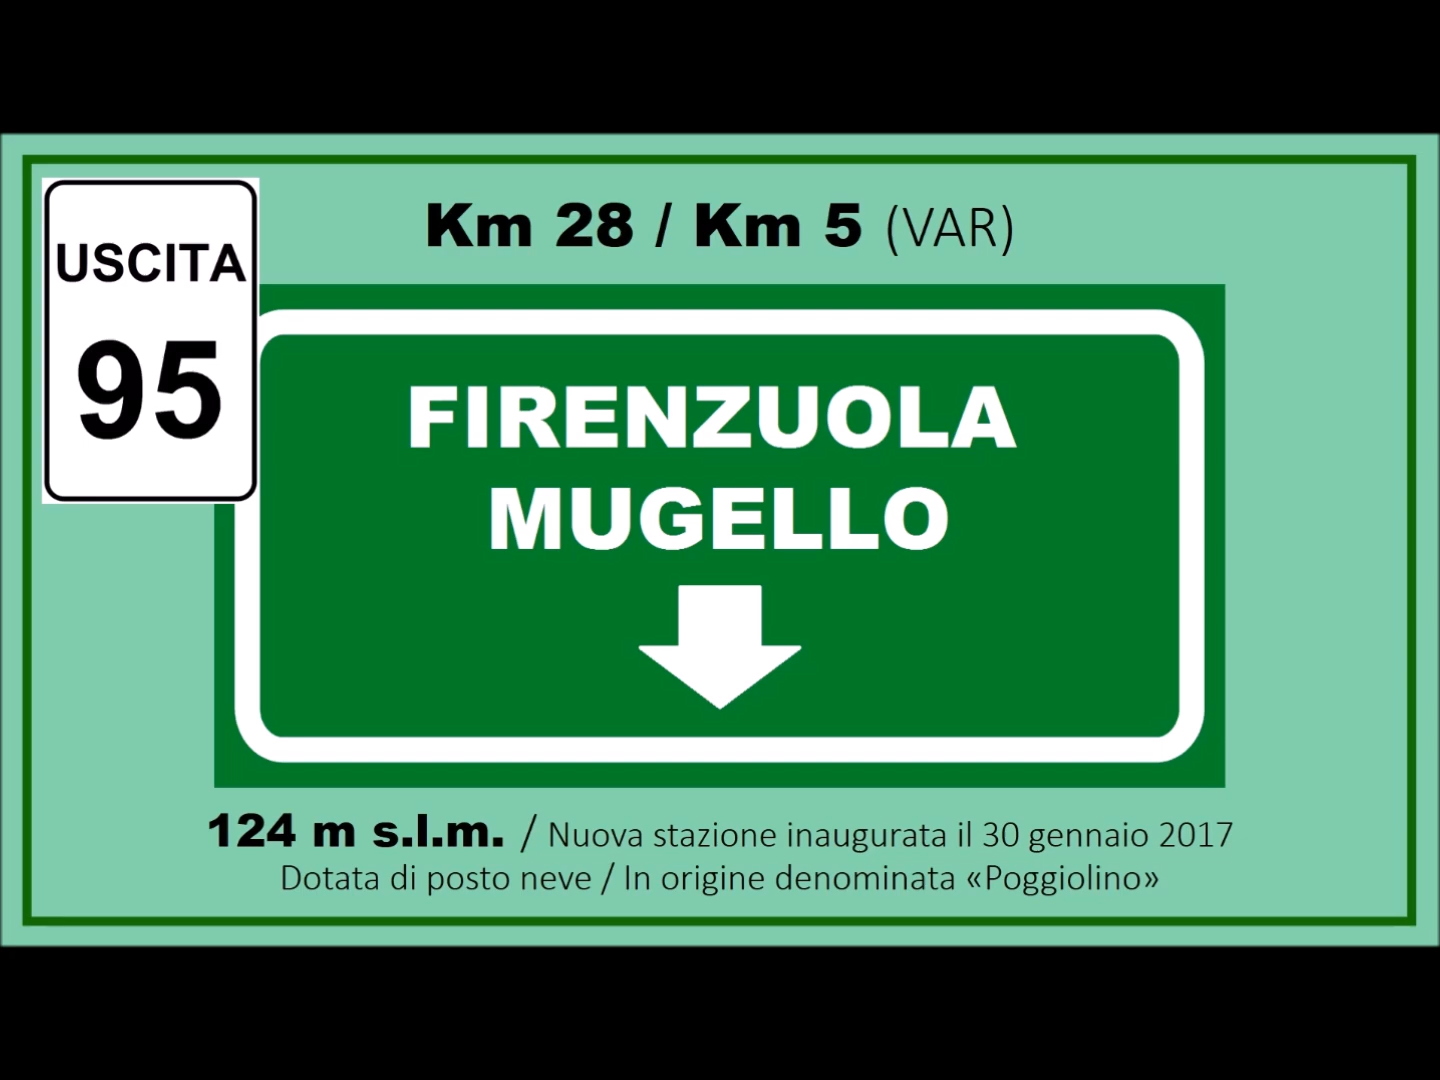 USCITA
95
Km 28 / Km 5 (VAR)
FIRENZUOLA
MUGELLO
124 m s.l.m. / Nuova stazione inaugurata il 30 gennaio 2017
Dotata di posto neve / In origine denominata «Poggiolino»